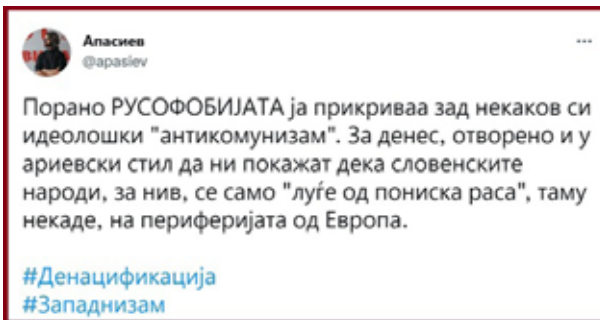 Апасиев
@apasiev
Порано РУСОФОБИЈАТА ја прикриваа зад некаков си
идеолошки "антикомунизам". За денес, отворено и у
ариевски стил да ни покажат дека словенските
народи, за нив, се само "луѓе од пониска раса", таму
некаде, на периферијата од Европа.
#Денацификација
#Западнизам